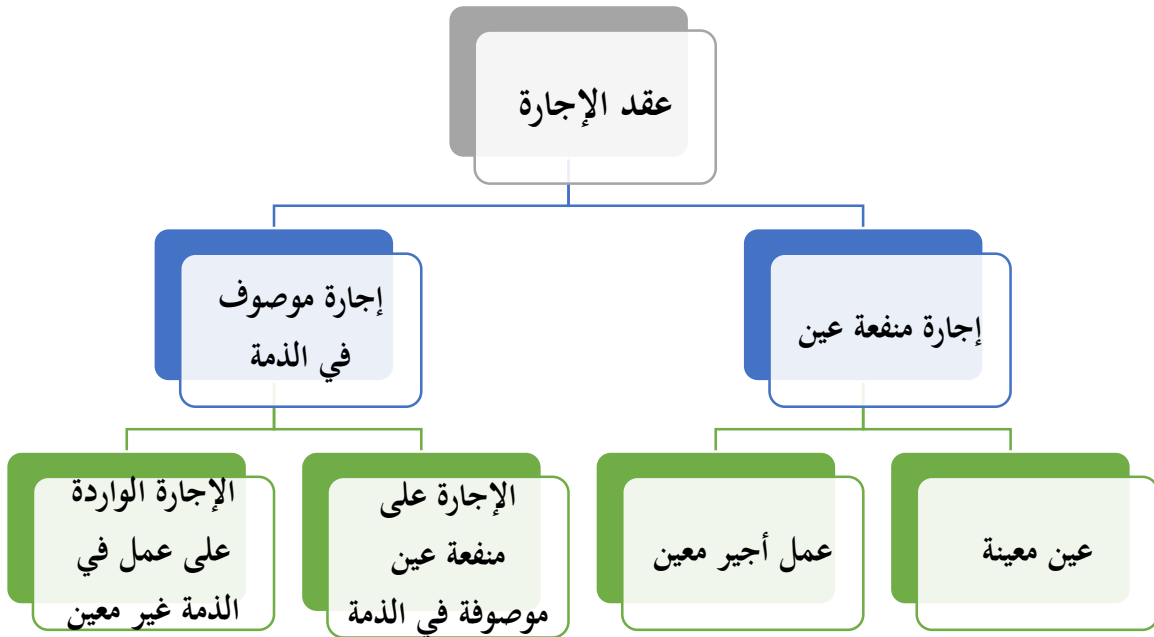 عقد الإجارة
إجارة منفعة عين
إجارة موصوف
في الذمة
عين معينة
عمل أجير معين
الإجارة على
منفعة عين
موصوفة في الذمة
الإجارة الواردة
على عمل في
الذمة غير معين